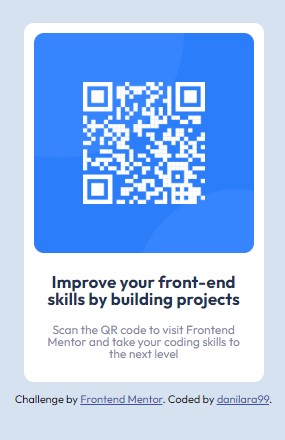 Improve your front-end
skills by building projects
Scan the QR code to visit Frontend
Mentor and take your coding skills to
the next level
Challenge by Frontend Mentor. Coded by danilara99.